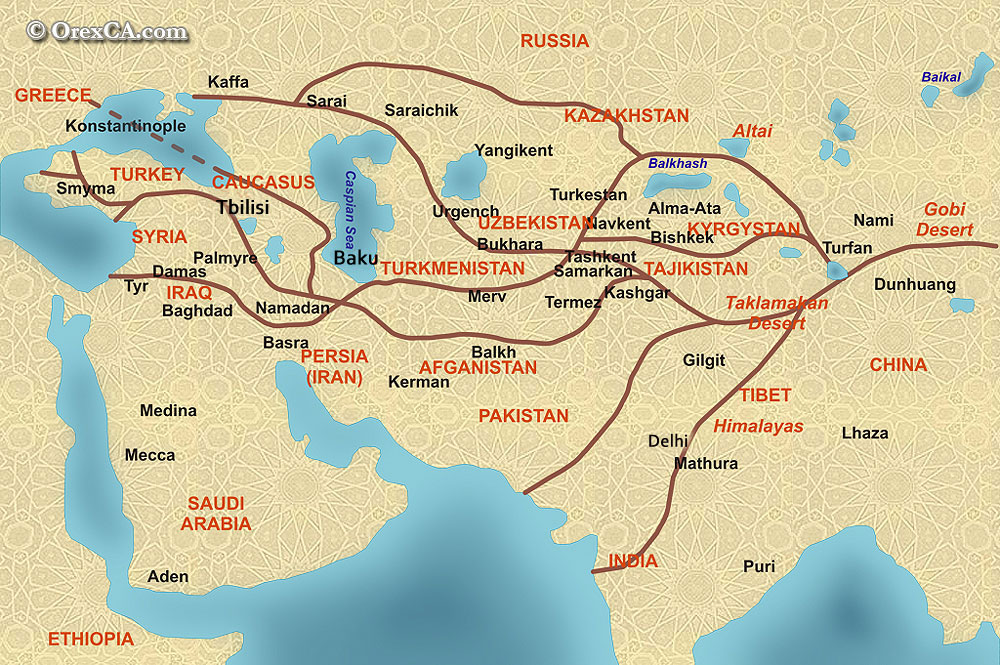 © OrexCA.com
RUSSIA
Baikal
Kaffa
GREECE
Sarai
Saraichik
KAZAKHSTAN
Konstantinople
Altai
Yangikent
Balkhash
TURKEY
CAUCASUS
Smyma
Caspian Sea
Turkestan
Tbilisi
Urgench
UZBEKISTAN
Navkent
Alma-Ata
KYRGYSTAN
Nami
Gobi
Desert
SYRIA
Bukhara
Bishkek
Turfan
Palmyre
Baku
Tashkent
Damas
TURKMENISTAN
Samarkan
TAJIKISTAN
Tyr
IRAQ
Dunhuang
Baghdad
Namadan
Merv
Termez
Kashgar
Taklamakan
Desert
Basra
PERSIA
(IRAN)
Balkh
AFGANISTAN
Gilgit
CHINA
Kerman
TIBET
Medina
PAKISTAN
Himalayas
Delhi
Lhaza
Mecca
Mathura
SAUDI
ARABIA
INDIA
Puri
Aden
ETHIOPIA